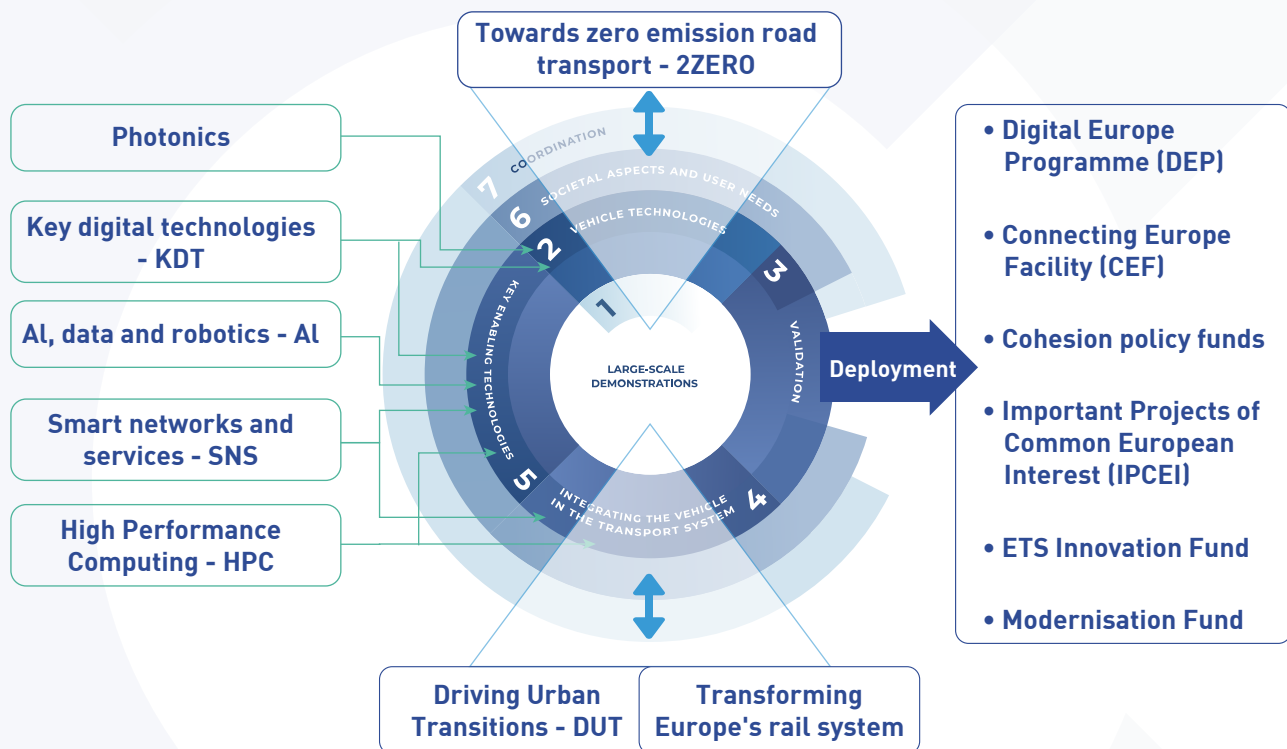 Towards zero emission road
transport - 2ZERO
Photonics
Key digital technologies
- KDT
AI, data and robotics - AI
Smart networks and
services - SNS
High Performance
Computing - HPC
7 COORDINATION
6 SOCIETAL ASPECTS AND USER NEEDS
2 VEHICLE TECHNOLOGIES
3 VALIDATION
1
LARGE-SCALE
DEMONSTRATIONS
5 KEY ENABLING TECHNOLOGIES
4 INTEGRATING THE VEHICLE
IN THE TRANSPORT SYSTEM
Deployment
• Digital Europe
Programme (DEP)
• Connecting Europe
Facility (CEF)
• Cohesion policy funds
• Important Projects of
Common European
Interest (IPCEI)
• ETS Innovation Fund
• Modernisation Fund
Driving Urban
Transitions - DUT
Transforming
Europe's rail system